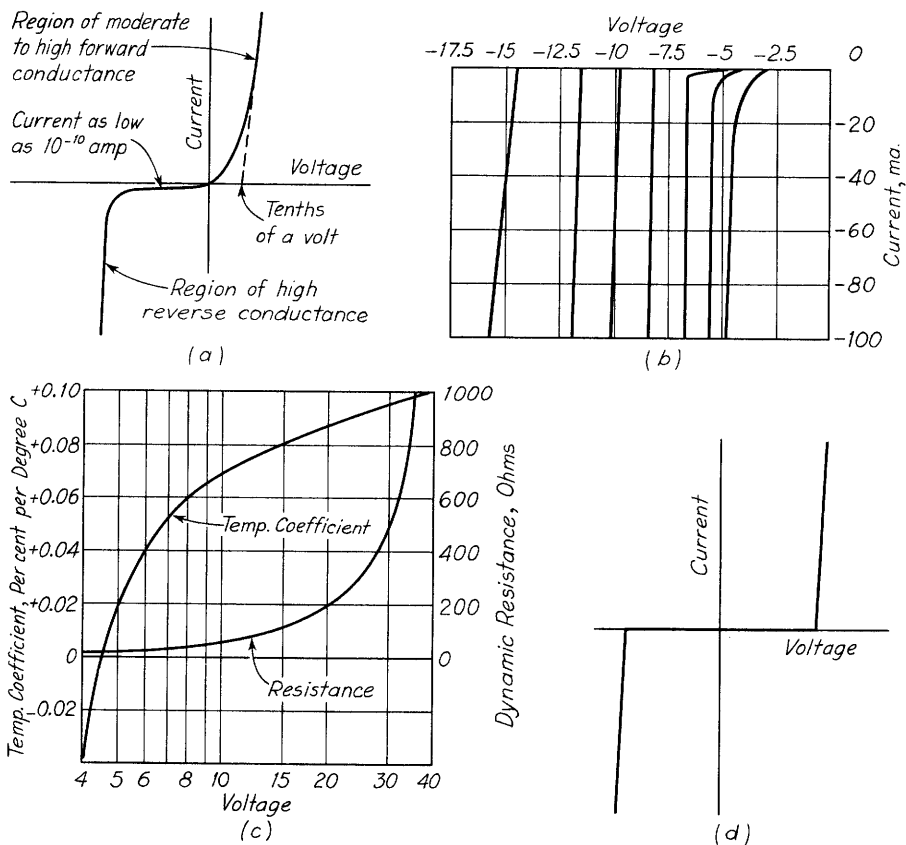 Region of moderate
to high forward
conductance
Current
Current as low
as 10⁻¹⁰ amp
Voltage
Tenths
of a volt
Region of high
reverse conductance
(a)
Voltage
-17.5 -15 -12.5 -10 -7.5 -5 -2.5 0
-20
-40
-60
-80
-100
Current, ma.
(b)
Temp. Coefficient, Per cent per Degree C
+0.10
+0.08
+0.06
+0.04
+0.02
0
-0.02
1000
800
600
400
200
0
Dynamic Resistance, Ohms
Temp. Coefficient
Resistance
4 5 6 8 10 15 20 30 40
Voltage
(c)
Current
Voltage
(d)